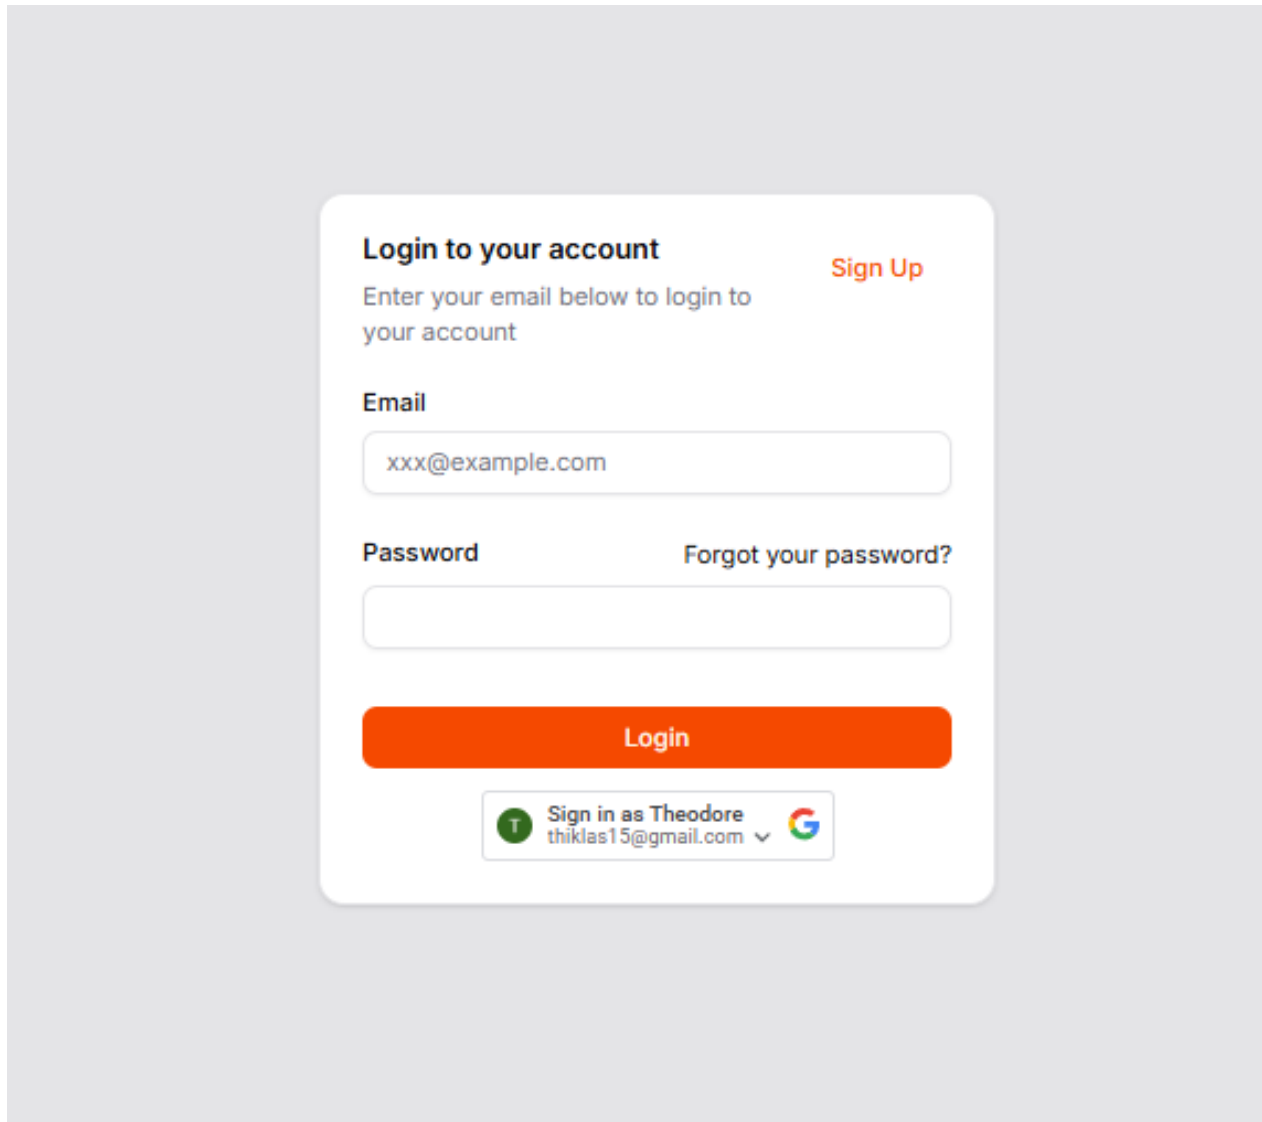 Login to your account
Sign Up
Enter your email below to login to
your account
Email
xxx@example.com
Password
Forgot your password?
Login
T
Sign in as Theodore
thiklas15@gmail.com